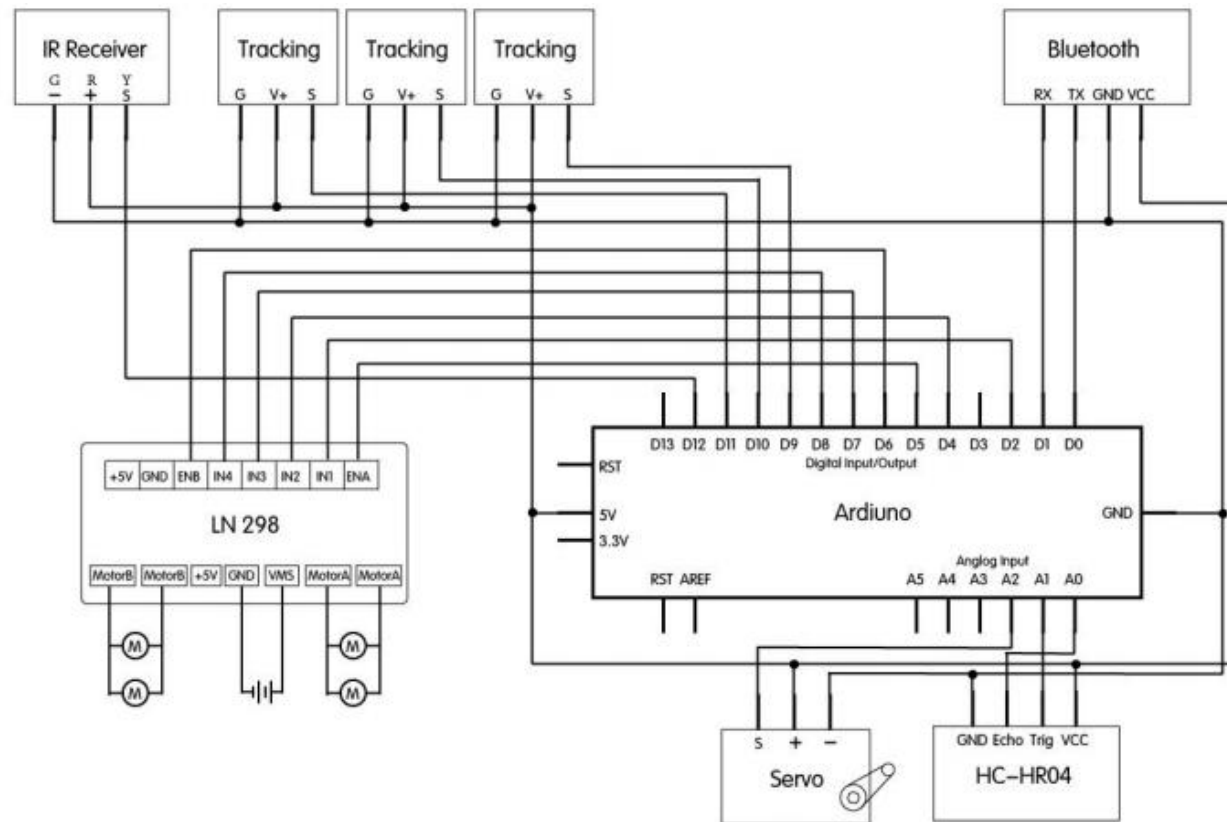 IR Receiver
G R Y
− + S
Tracking
G V+ S
Tracking
G V+ S
Tracking
G V+ S
Bluetooth
RX TX GND VCC
D13 D12 D11 D10 D9 D8 D7 D6 D5 D4 D3 D2 D1 D0
Digital Input/Output
RST
5V
3.3V
Ardiuno
GND
Analog Input
RST AREF A5 A4 A3 A2 A1 A0
+5V GND ENB IN4 IN3 IN2 IN1 ENA
LN 298
MotorB MotorB +5V GND VMS MotorA MotorA
M M
M M
S + −
Servo
GND Echo Trig VCC
HC-HR04